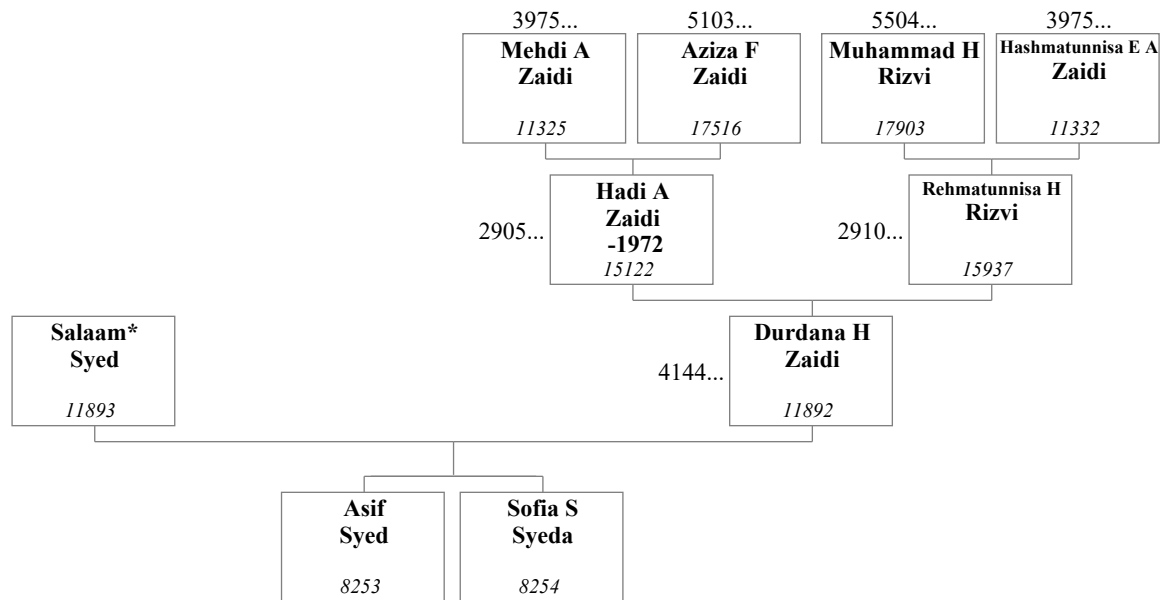 3975...
5103...
5504...
3975...
Mehdi A
Zaidi
11325
Aziza F
Zaidi
17516
Muhammad H
Rizvi
17903
Hashmatunnisa E A
Zaidi
11332
2905...
Hadi A
Zaidi
-1972
15122
2910...
Rehmatunnisa H
Rizvi
15937
Salaam*
Syed
11893
4144...
Durdana H
Zaidi
11892
Asif
Syed
8253
Sofia S
Syeda
8254